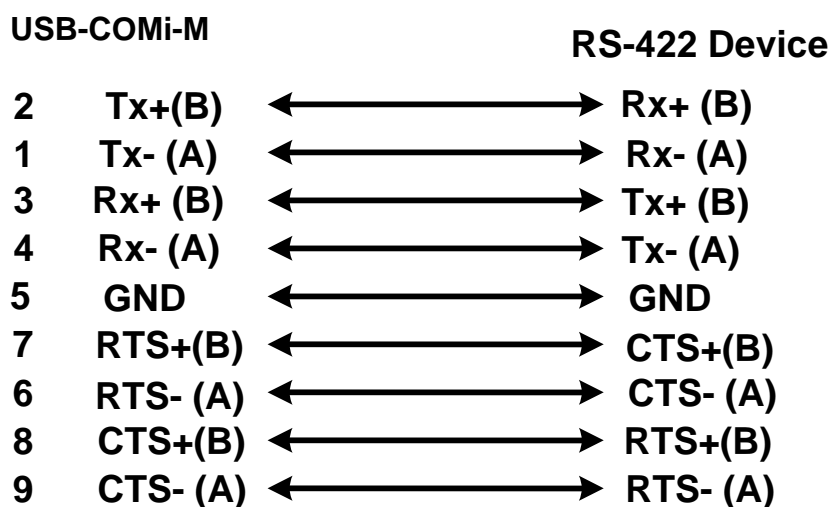 USB-COMi-M RS-422 Device
2 Tx+(B) Rx+ (B)
1 Tx- (A) Rx- (A)
3 Rx+ (B) Tx+ (B)
4 Rx- (A) Tx- (A)
5 GND GND
7 RTS+(B) CTS+(B)
6 RTS- (A) CTS- (A)
8 CTS+(B) RTS+(B)
9 CTS- (A) RTS- (A)